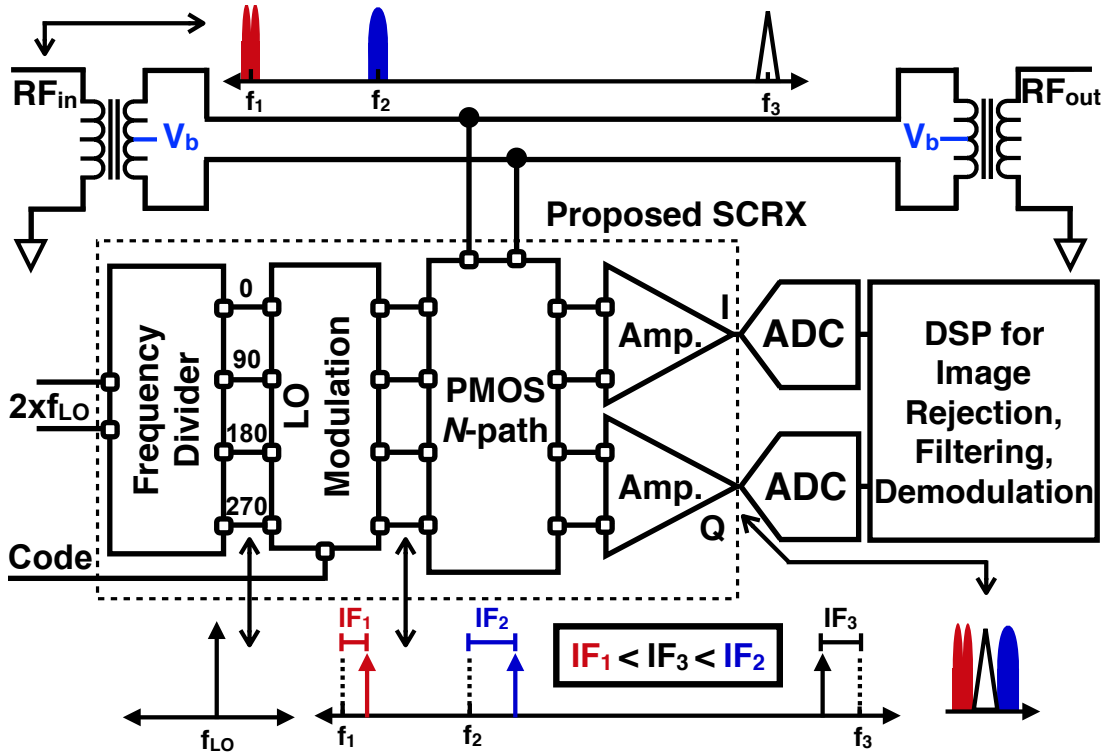 RFin
Vb
f1
f2
f3
Vb
RFout
Proposed SCRX
2xfLO
Frequency
Divider
0
90
180
270
LO
Modulation
PMOS
N-path
Amp.
I
Amp.
Q
ADC
ADC
DSP for
Image
Rejection,
Filtering,
Demodulation
Code
IF1
IF2
IF1 < IF3 < IF2
IF3
fLO
f1
f2
f3